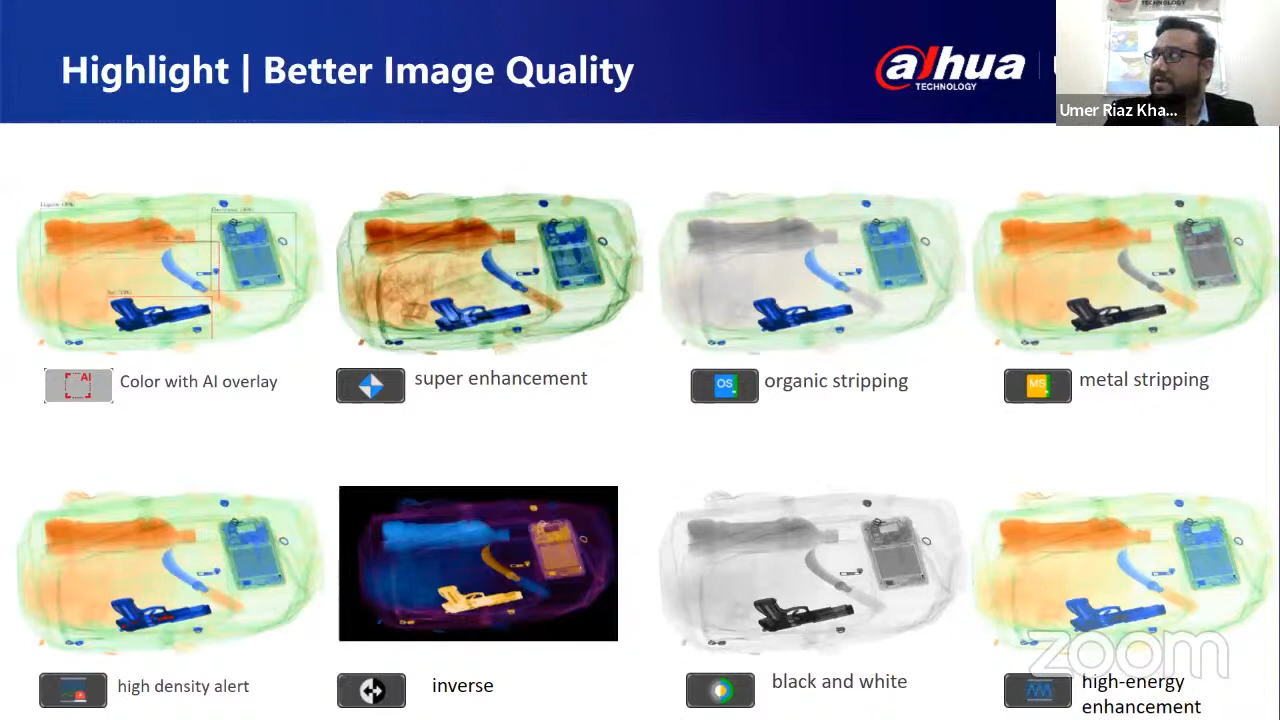 Highlight | Better Image Quality
alhua
TECHNOLOGY
Umer Riaz Kha...
AI
Color with AI overlay
super enhancement
OS
organic stripping
MS
metal stripping
high density alert
inverse
black and white
high-energy
enhancement
zoom